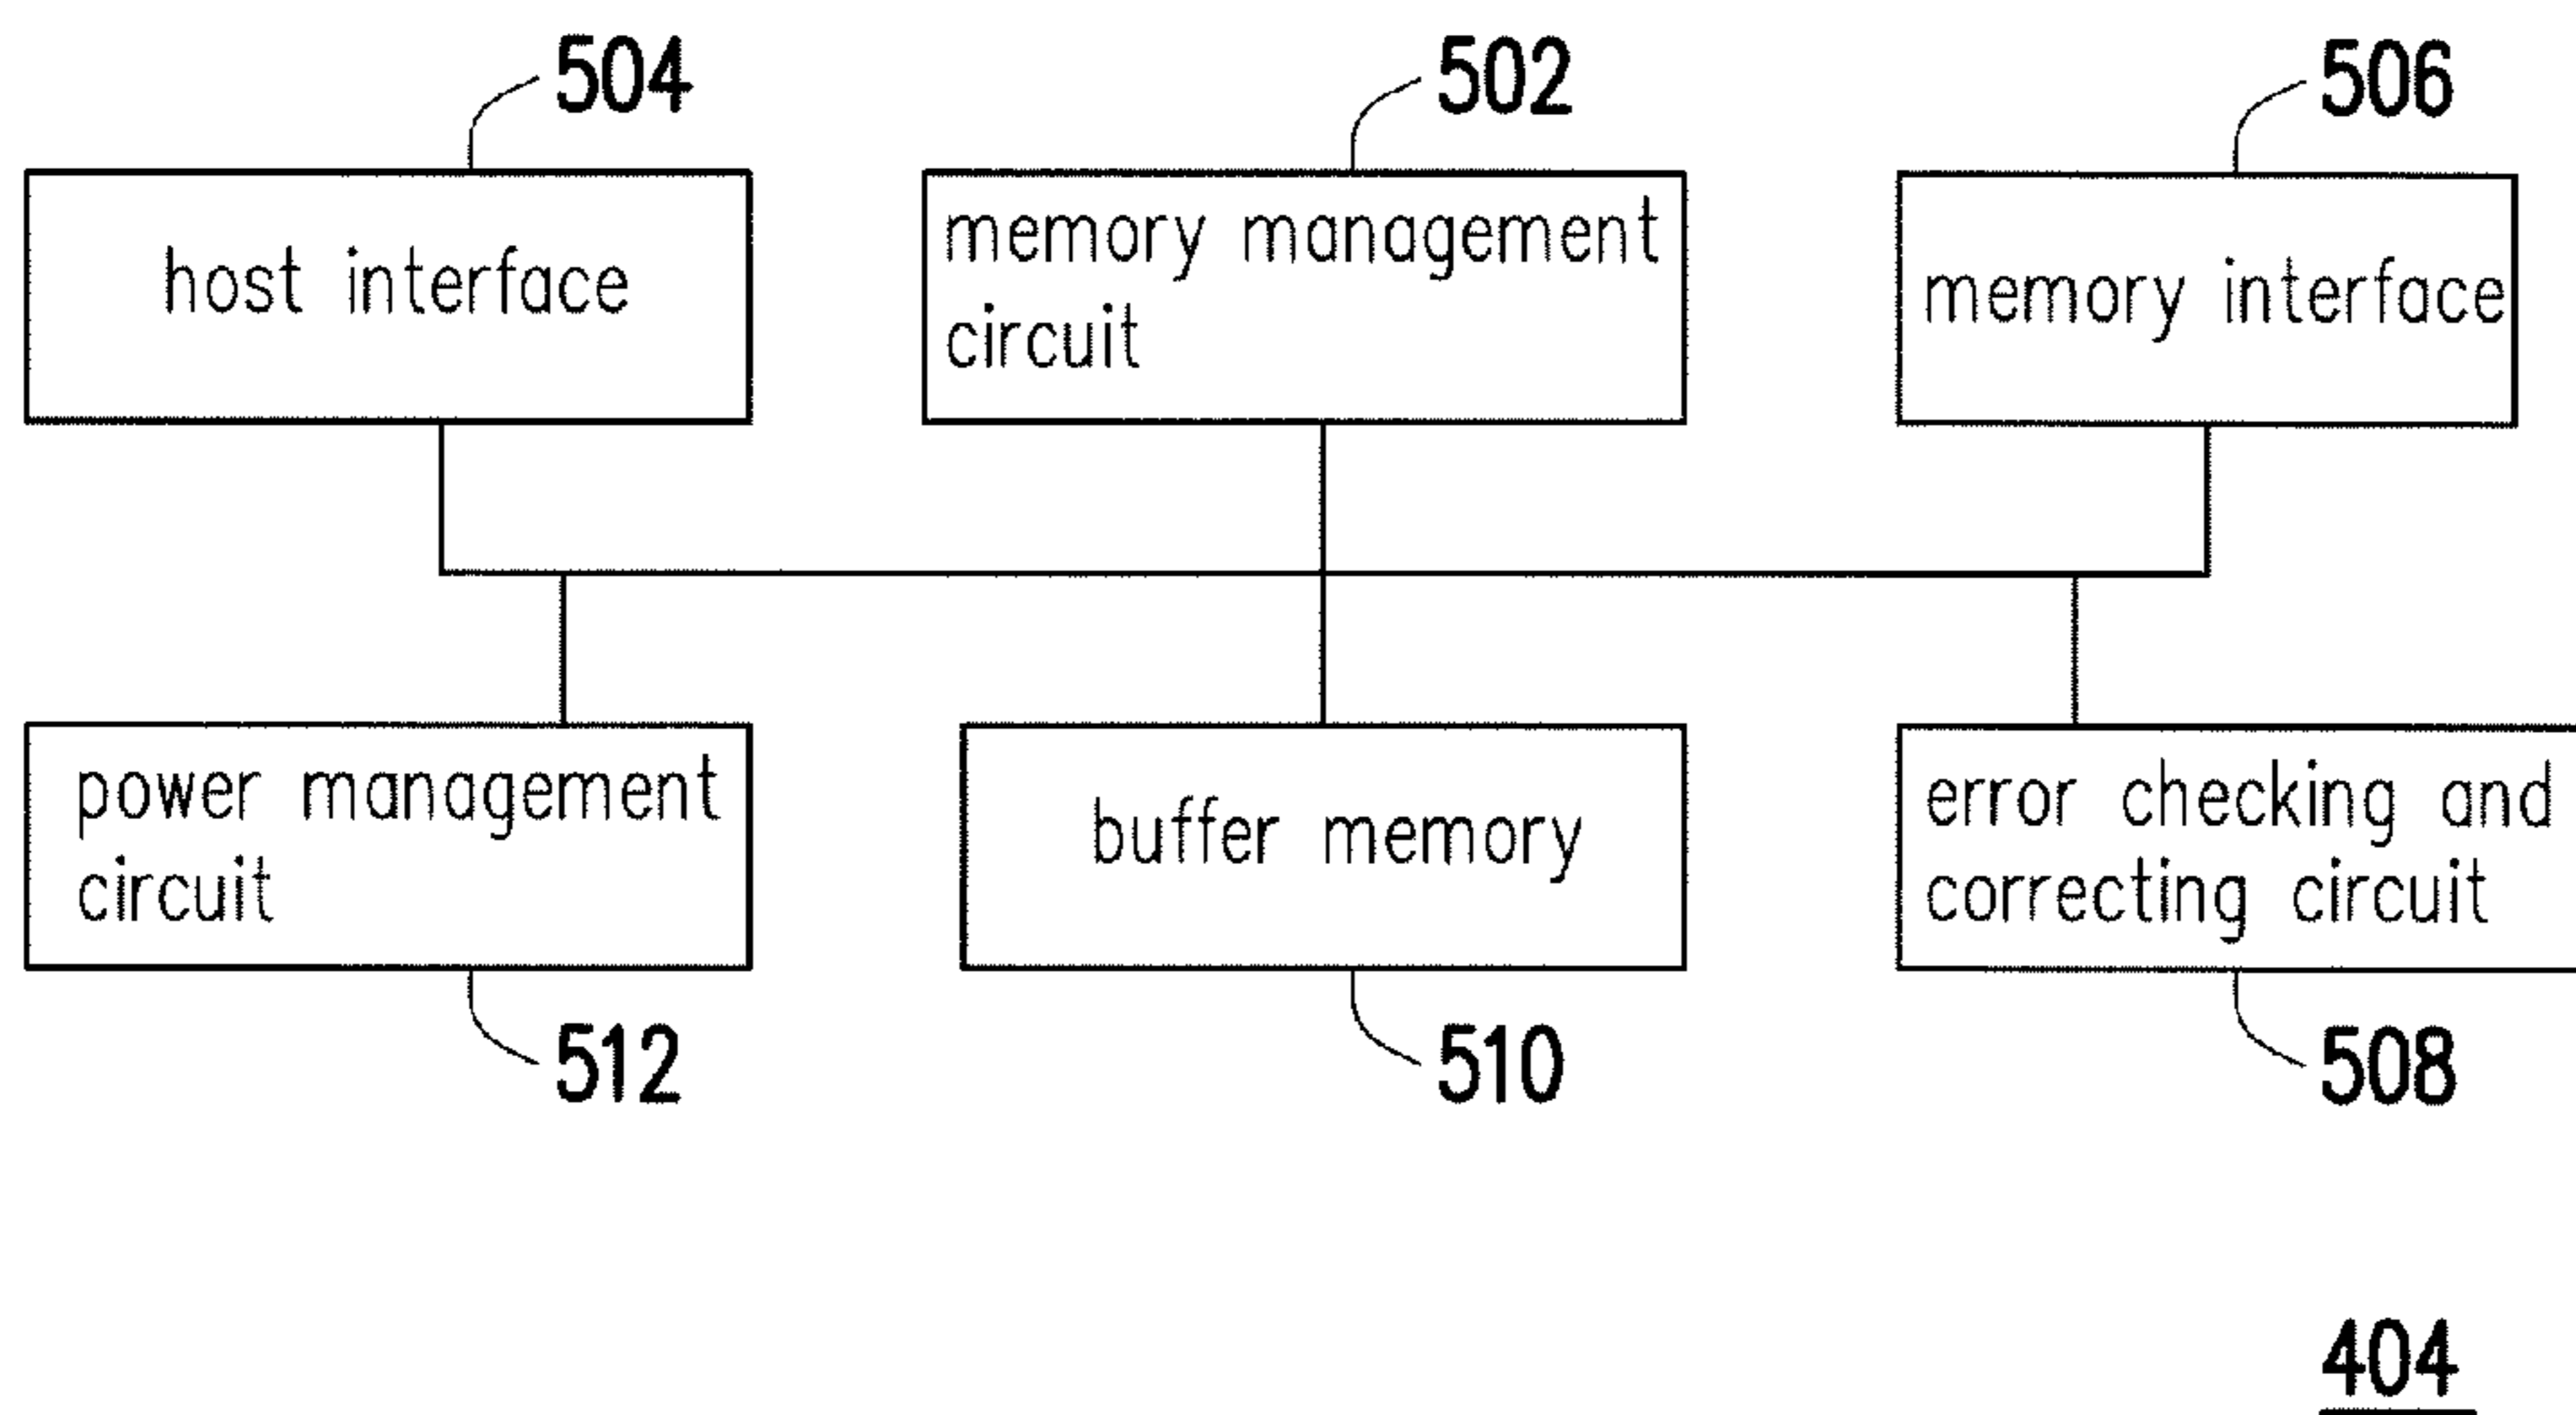 504
502
506
host interface
memory management
circuit
memory interface
power management
circuit
buffer memory
error checking and
correcting circuit
512
510
508
404